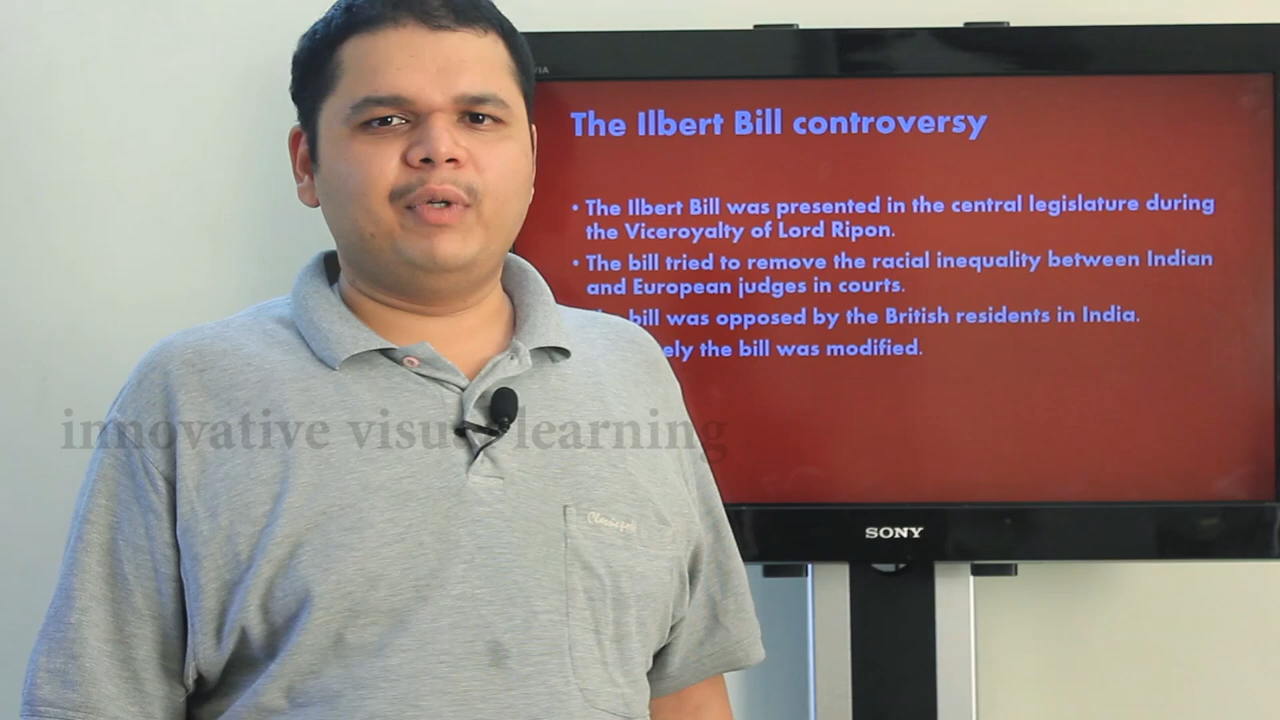 VIA
The Ilbert Bill controversy
• The Ilbert Bill was presented in the central legislature during
the Viceroyalty of Lord Ripon.
• The bill tried to remove the racial inequality between Indian
and European judges in courts.
bill was opposed by the British residents in India.
ely the bill was modified.
innovative visu learning
SONY